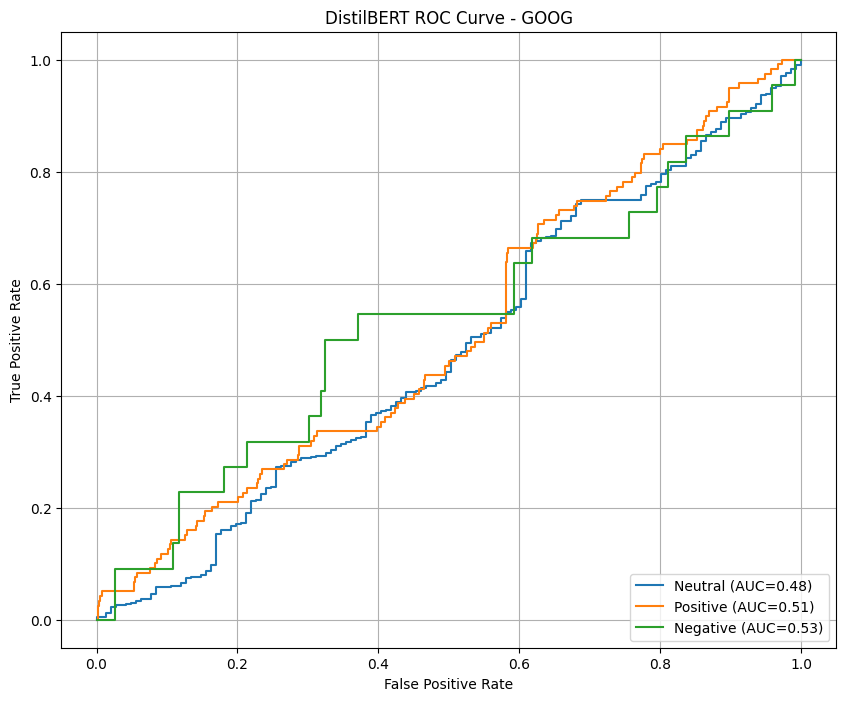 DistilBERT ROC Curve - GOOG
True Positive Rate
1.0
0.8
0.6
0.4
0.2
0.0
Neutral (AUC=0.48)
Positive (AUC=0.51)
Negative (AUC=0.53)
0.0 0.2 0.4 0.6 0.8 1.0
False Positive Rate